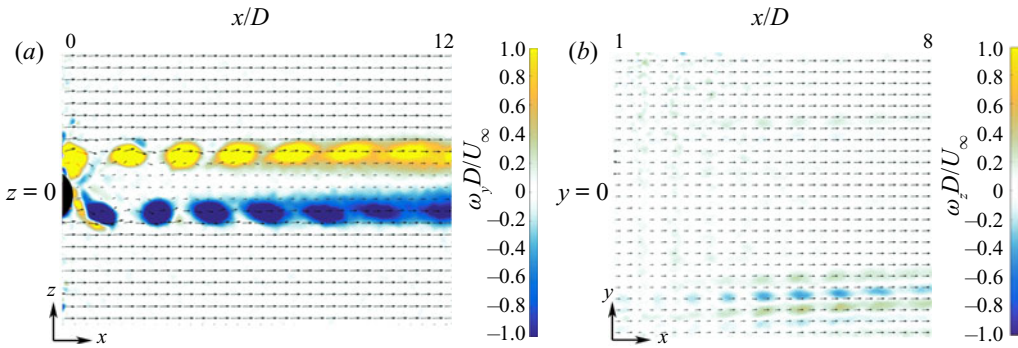 x/D
x/D
(a) 0 12
(b) 1 8
1.0
0.8
0.6
0.4
0.2
0
–0.2
–0.4
–0.6
–0.8
–1.0
ω_y D/U_∞
1.0
0.8
0.6
0.4
0.2
0
–0.2
–0.4
–0.6
–0.8
–1.0
ω_z D/U_∞
z = 0
y = 0
z
x
y
x